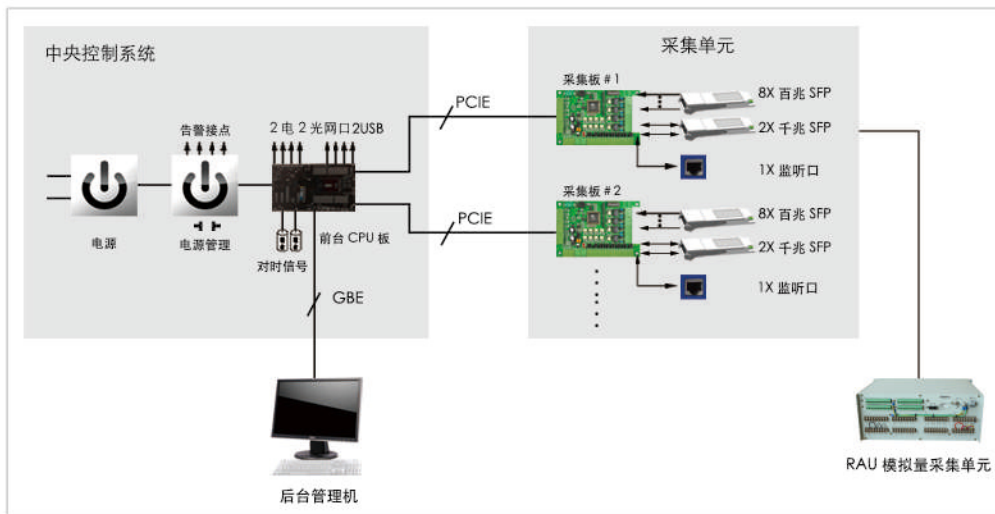 中央控制系统
采集单元
采集板 # 1
8X 百兆 SFP
PCIE
告警接点
2 电 2 光网口2USB
2X 千兆 SFP
1X 监听口
采集板 #2
8X 百兆 SFP
PCIE
电源
电源管理
前台 CPU 板
2X 千兆 SFP
对时信号
1X 监听口
GBE
RAU 模拟量采集单元
后台管理机